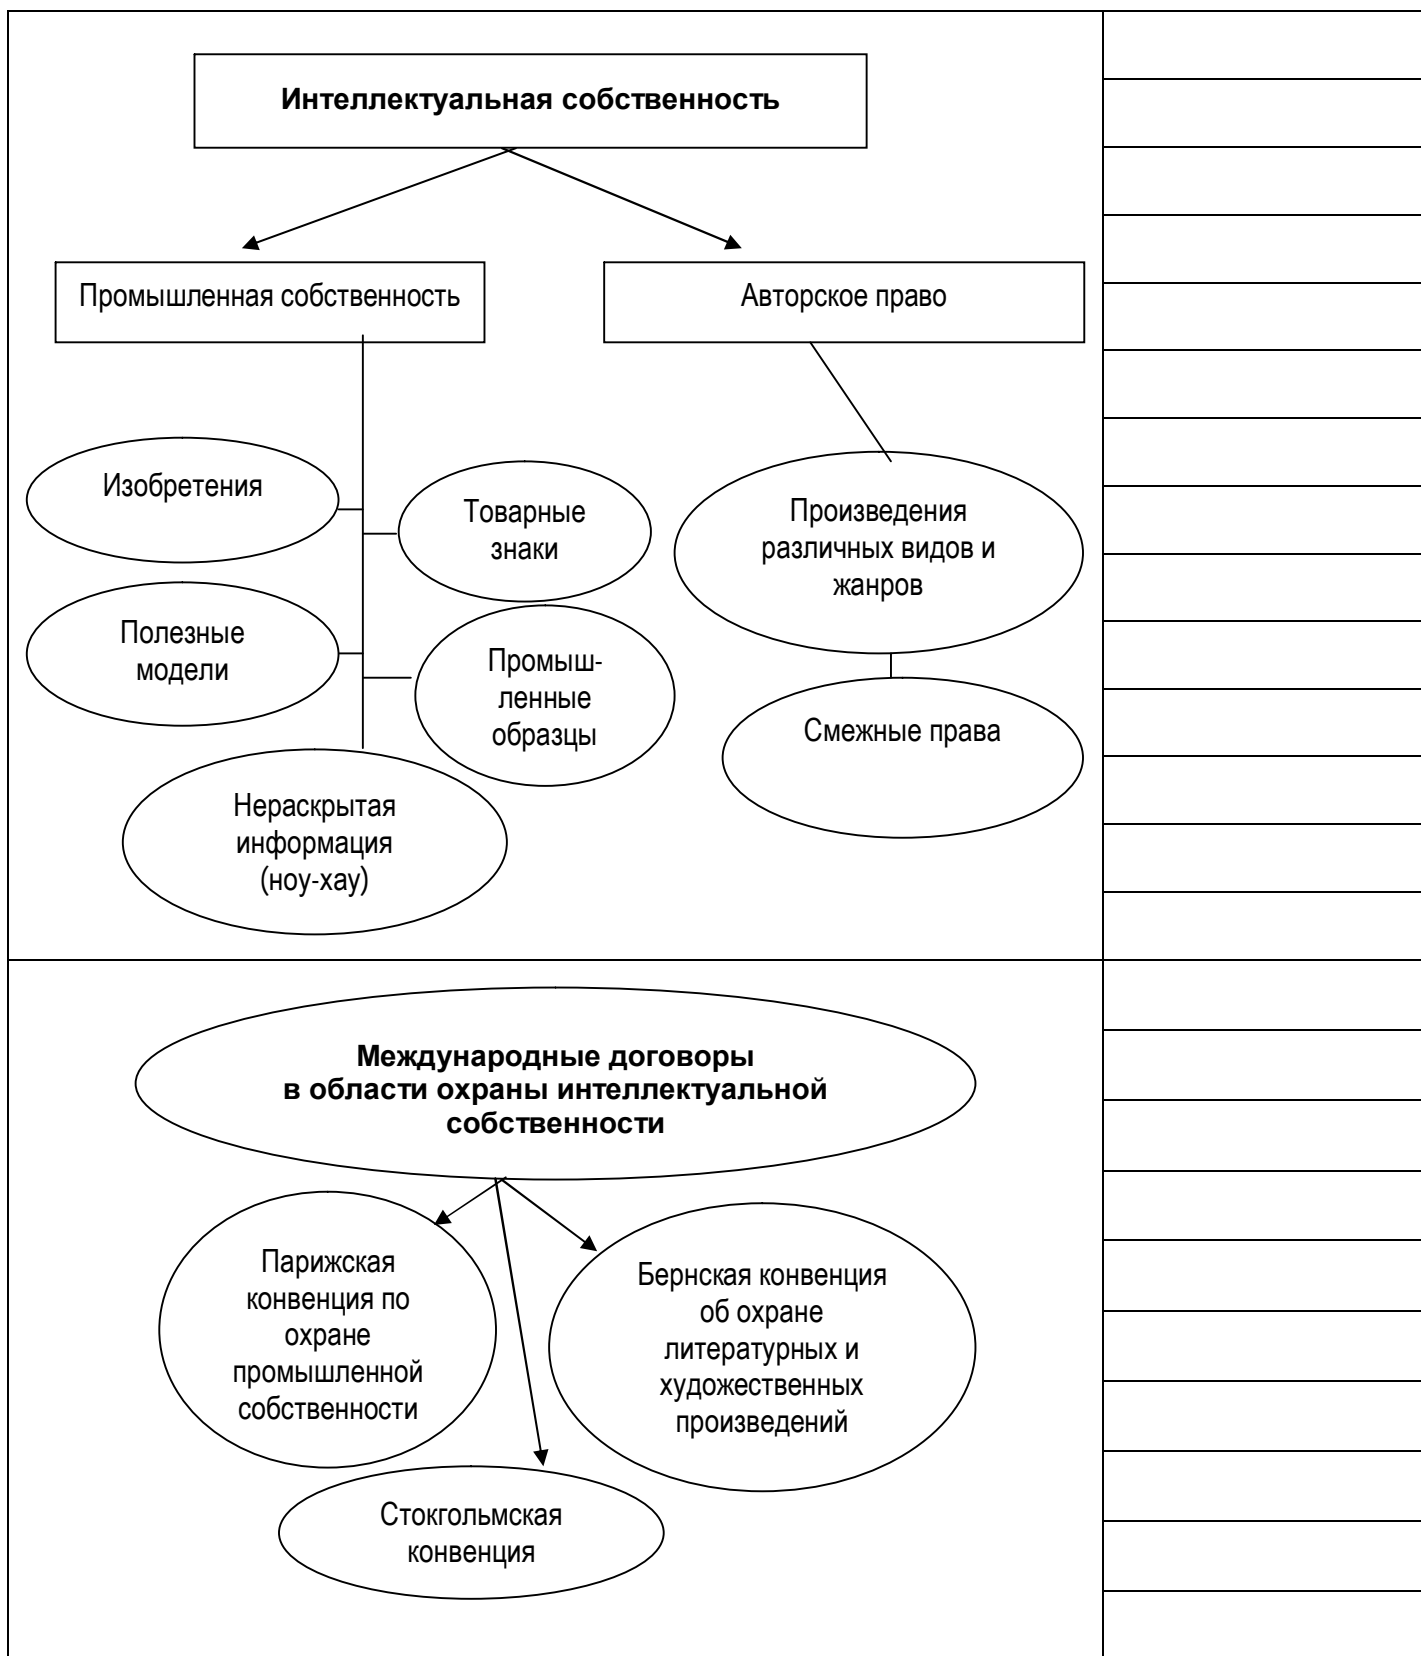 Интеллектуальная собственность
Промышленная собственность
Авторское право
Изобретения
Товарные
знаки
Произведения
различных видов и
жанров
Полезные
модели
Промыш-
ленные
образцы
Смежные права
Нераскрытая
информация
(ноу-хау)
Международные договоры
в области охраны интеллектуальной
собственности
Парижская
конвенция по
охране
промышленной
собственности
Бернская конвенция
об охране
литературных и
художественных
произведений
Стокгольмская
конвенция